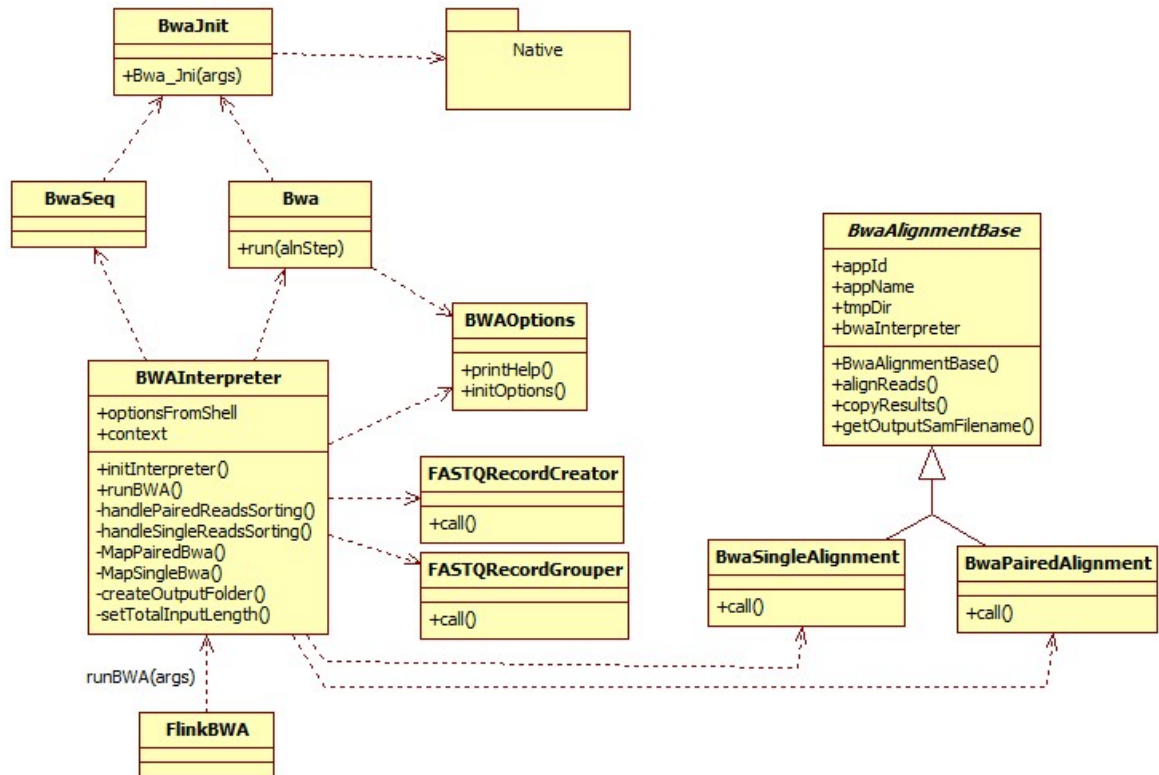 BwaJnit
+Bwa_Jni(args)
Native
BwaSeq
Bwa
+run(alnStep)
BWAOptions
+printHelp()
+initOptions()
BwaAlignmentBase
+appId
+appName
+tmpDir
+bwaInterpreter
+BwaAlignmentBase()
+alignReads()
+copyResults()
+getOutputSamFilename()
BWAInterpreter
+optionsFromShell
+context
+initInterpreter()
+runBWA()
-handlePairedReadsSorting()
-handleSingleReadsSorting()
-MapPairedBwa()
-MapSingleBwa()
-createOutputFolder()
-setTotalInputLength()
FASTQRecordCreator
+call()
FASTQRecordGrouper
+call()
BwaSingleAlignment
+call()
BwaPairedAlignment
+call()
runBWA(args)
FlinkBWA